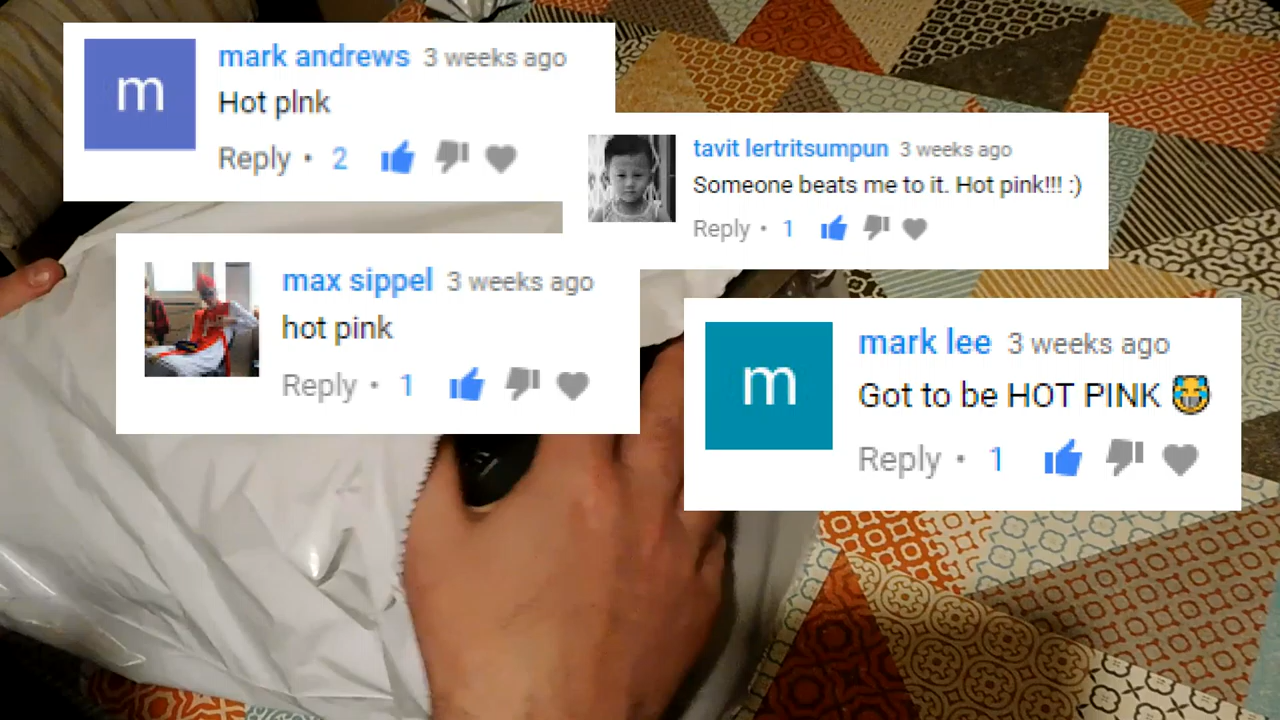 m
mark andrews 3 weeks ago
Hot plnk
Reply • 2
tavit lertritsumpun 3 weeks ago
Someone beats me to it. Hot pink!!! :)
Reply • 1
max sippel 3 weeks ago
hot pink
Reply • 1
m
mark lee 3 weeks ago
Got to be HOT PINK 😹
Reply • 1